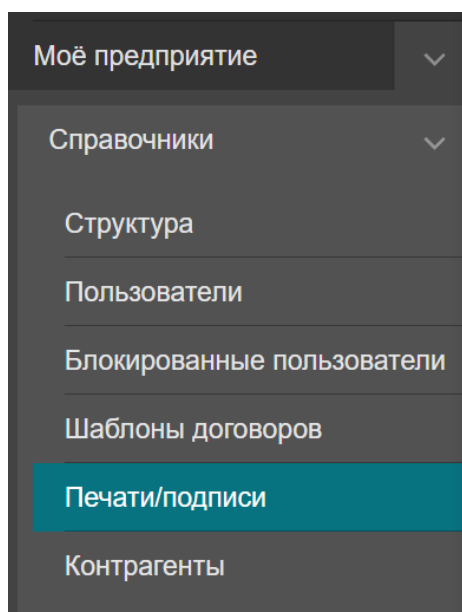 Моё предприятие
Справочники
Структура
Пользователи
Блокированные пользователи
Шаблоны договоров
Печати/подписи
Контрагенты